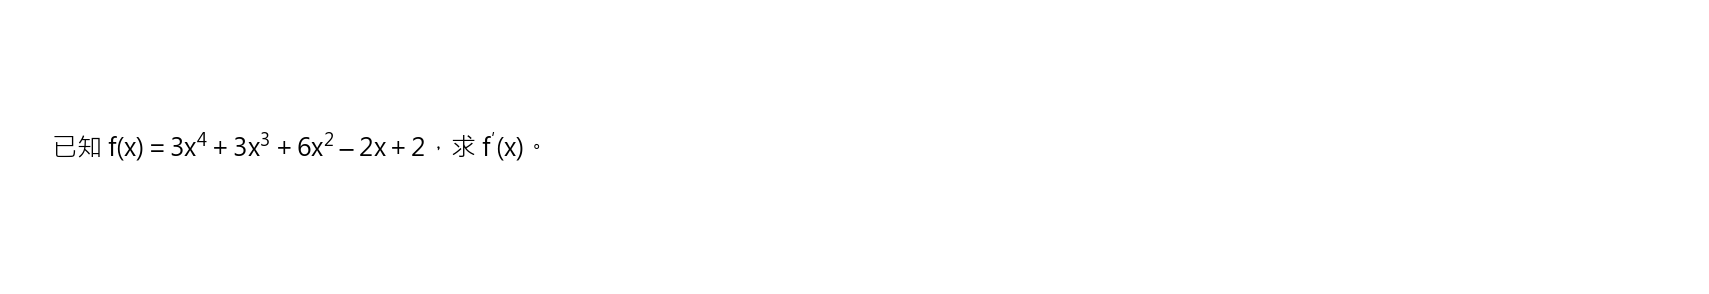 已知 f(x) = 3x⁴ + 3x³ + 6x² – 2x + 2，求 f′(x)。